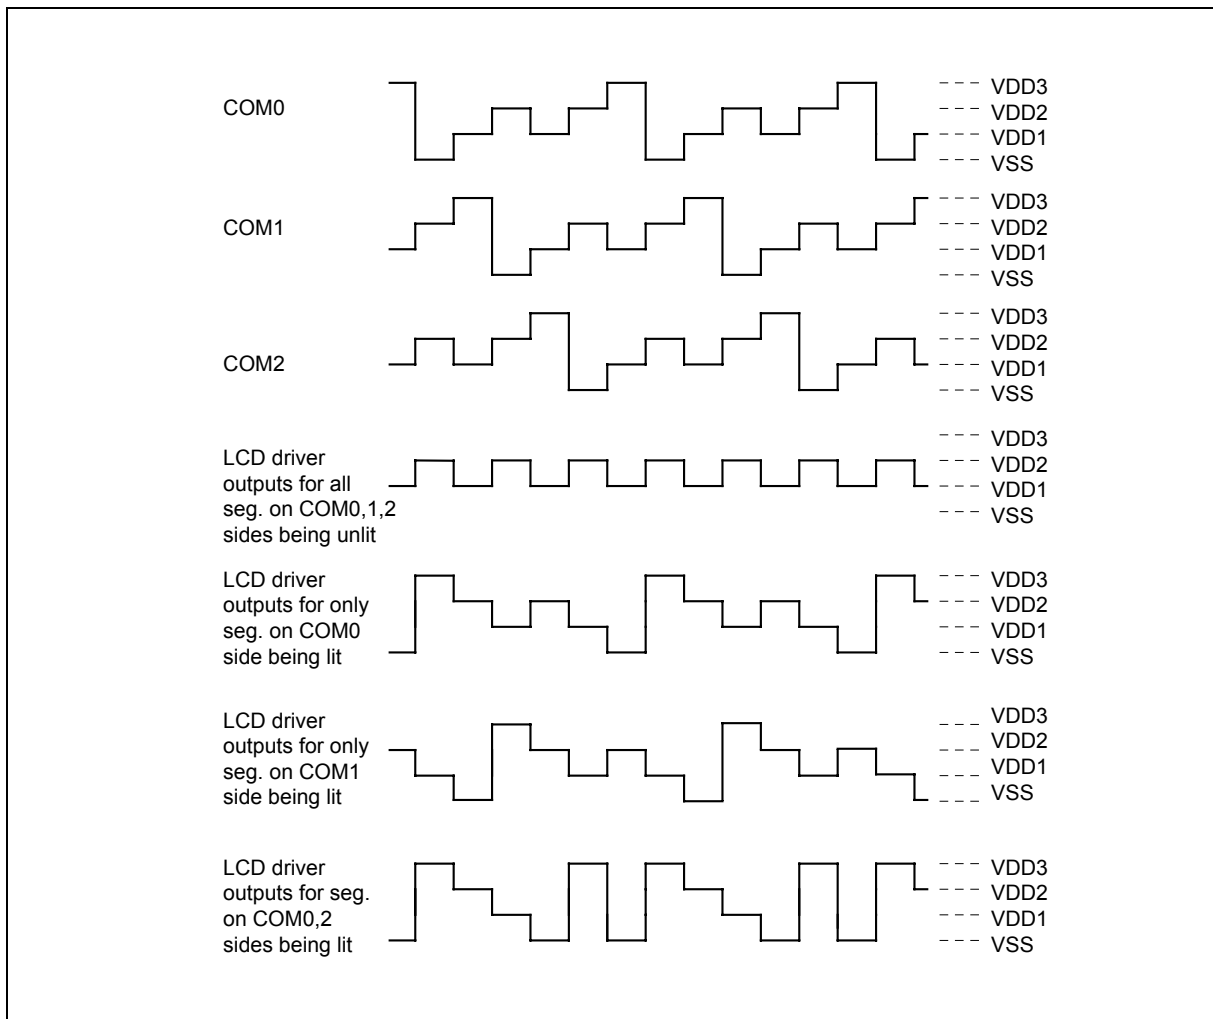 COM0
VDD3
VDD2
VDD1
VSS
COM1
VDD3
VDD2
VDD1
VSS
COM2
VDD3
VDD2
VDD1
VSS
LCD driver
outputs for all
seg. on COM0,1,2
sides being unlit
VDD3
VDD2
VDD1
VSS
LCD driver
outputs for only
seg. on COM0
side being lit
VDD3
VDD2
VDD1
VSS
LCD driver
outputs for only
seg. on COM1
side being lit
VDD3
VDD2
VDD1
VSS
LCD driver
outputs for seg.
on COM0,2
sides being lit
VDD3
VDD2
VDD1
VSS